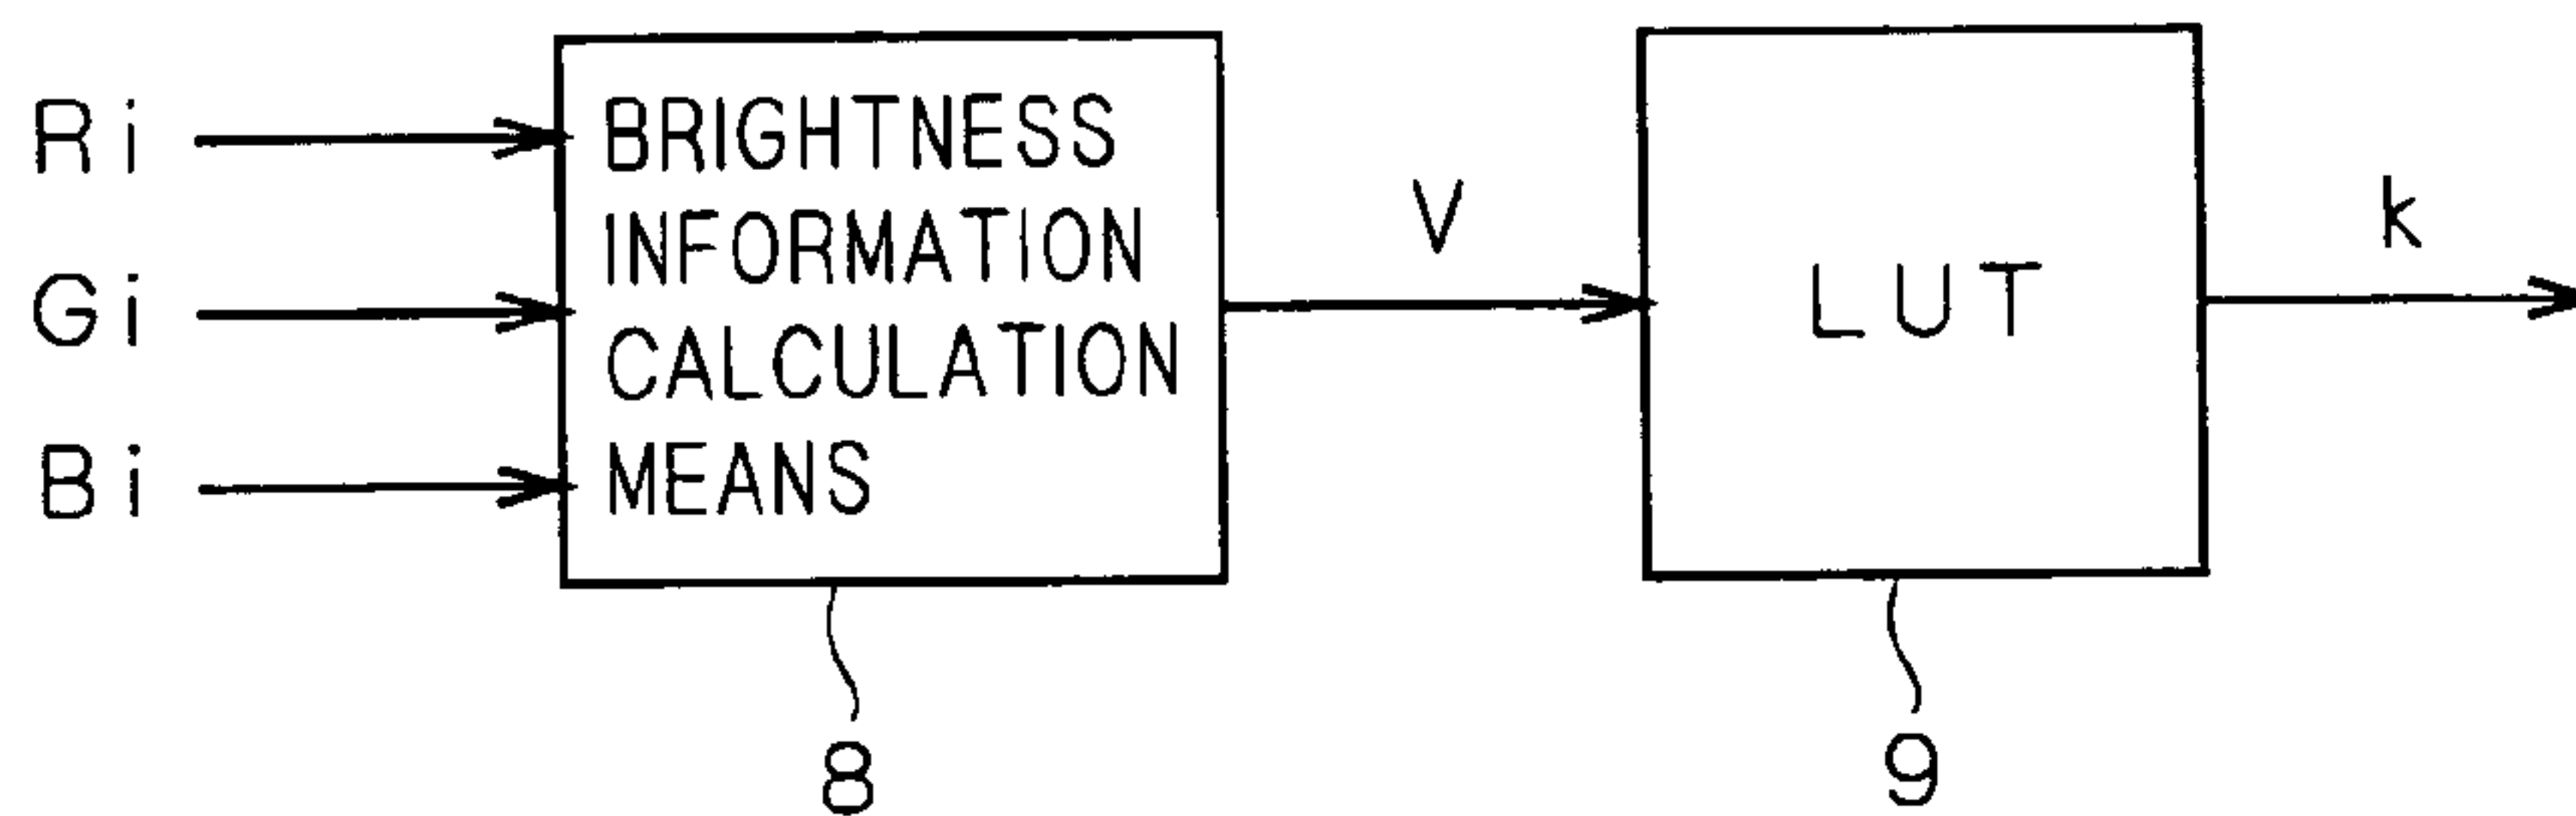 Ri
Gi
Bi
BRIGHTNESS
INFORMATION
CALCULATION
MEANS
V
LUT
k
8
9